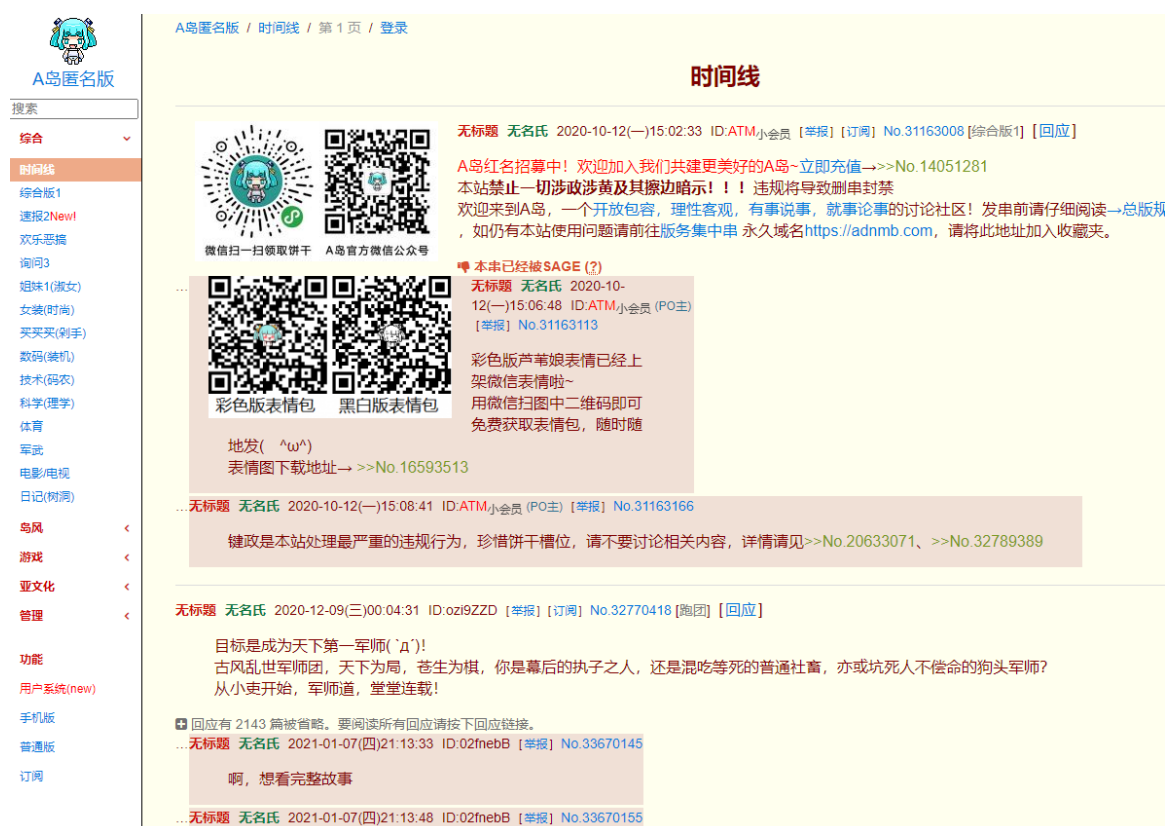 A岛匿名版
搜索
综合
时间线
综合版1
速报2New!
欢乐恶搞
询问3
姐妹1(淑女)
女装(时尚)
买买买(剁手)
数码(装机)
技术(码农)
科学(理学)
体育
军武
电影/电视
日记(树洞)
岛风
游戏
亚文化
管理
功能
用户系统(new)
手机版
普通版
订阅
A岛匿名版 / 时间线 / 第 1 页 / 登录
时间线
微信扫一扫领取饼干 A岛官方微信公众号
无标题 无名氏 2020-10-12(一)15:02:33 ID:ATM小会员 [举报] [订阅] No.31163008 [综合版1] [回应]
A岛红名招募中！欢迎加入我们共建更美好的A岛~立即充值→>>No.14051281
本站禁止一切涉政涉黄及其擦边暗示！！！违规将导致删串封禁
欢迎来到A岛，一个开放包容，理性客观，有事说事，就事论事的讨论社区！发串前请仔细阅读→总版规
，如仍有本站使用问题请前往版务集中串 永久域名https://adnmb.com，请将此地址加入收藏夹。
本串已经被SAGE (?)
彩色版表情包 黑白版表情包
… 无标题 无名氏 2020-10-
12(一)15:06:48 ID:ATM小会员 (PO主)
[举报] No.31163113
彩色版芦苇娘表情已经上
架微信表情啦~
用微信扫图中二维码即可
免费获取表情包，随时随
地发( ^ω^)
表情图下载地址→ >>No.16593513
…无标题 无名氏 2020-10-12(一)15:08:41 ID:ATM小会员 (PO主) [举报] No.31163166
键政是本站处理最严重的违规行为，珍惜饼干槽位，请不要讨论相关内容，详情请见>>No.20633071、>>No.32789389
无标题 无名氏 2020-12-09(三)00:04:31 ID:ozi9ZZD [举报] [订阅] No.32770418 [跑团] [回应]
目标是成为天下第一军师( `д´)!
古风乱世军师团，天下为局，苍生为棋，你是幕后的执子之人，还是混吃等死的普通社畜，亦或坑死人不偿命的狗头军师？
从小吏开始，军师道，堂堂连载！
回应有 2143 篇被省略。要阅读所有回应请按下回应链接。
…无标题 无名氏 2021-01-07(四)21:13:33 ID:02fnebB [举报] No.33670145
啊，想看完整故事
…无标题 无名氏 2021-01-07(四)21:13:48 ID:02fnebB [举报] No.33670155